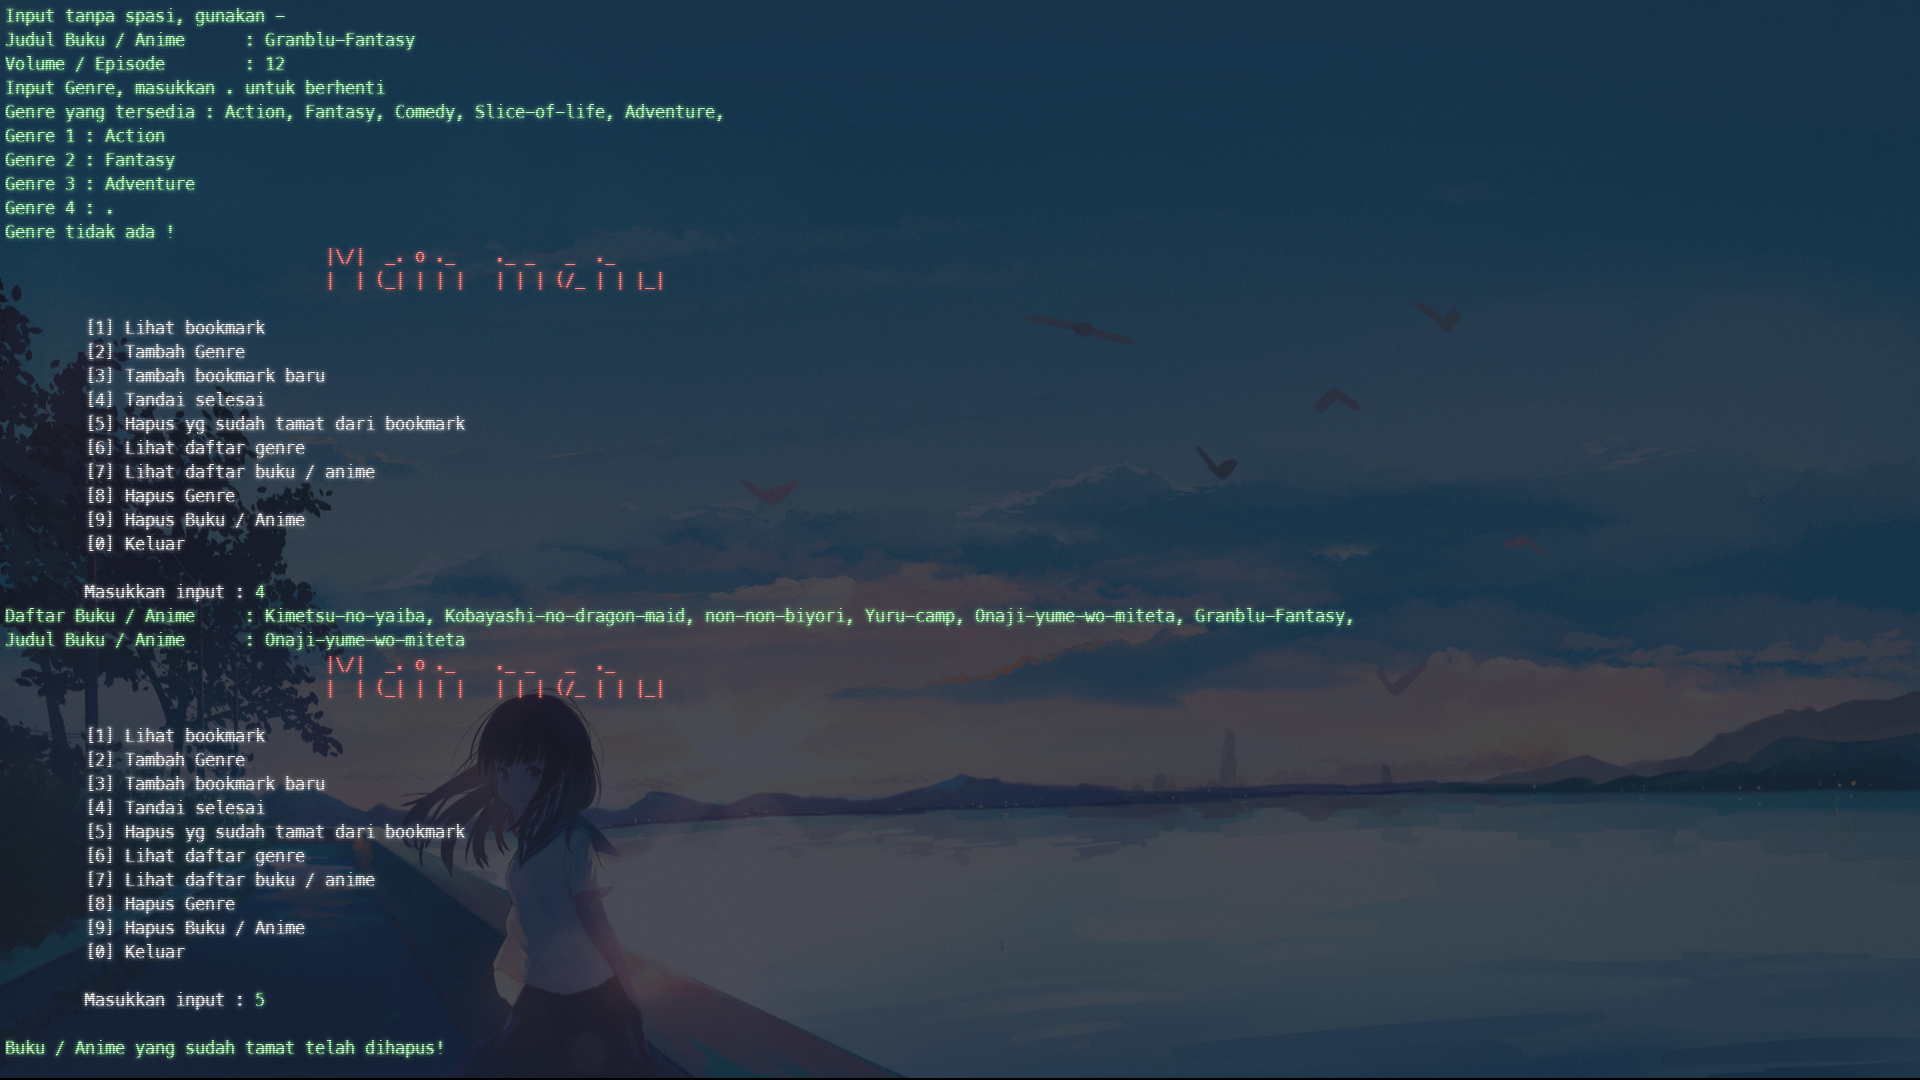 Input tanpa spasi, gunakan -
Judul Buku / Anime      : Granblu-Fantasy
Volume / Episode        : 12
Input Genre, masukkan . untuk berhenti
Genre yang tersedia : Action, Fantasy, Comedy, Slice-of-life, Adventure,
Genre 1 : Action
Genre 2 : Fantasy
Genre 3 : Adventure
Genre 4 : .
Genre tidak ada !
Main menu
[1] Lihat bookmark
[2] Tambah Genre
[3] Tambah bookmark baru
[4] Tandai selesai
[5] Hapus yg sudah tamat dari bookmark
[6] Lihat daftar genre
[7] Lihat daftar buku / anime
[8] Hapus Genre
[9] Hapus Buku / Anime
[0] Keluar
Masukkan input : 4
Daftar Buku / Anime     : Kimetsu-no-yaiba, Kobayashi-no-dragon-maid, non-non-biyori, Yuru-camp, Onaji-yume-wo-miteta, Granblu-Fantasy,
Judul Buku / Anime      : Onaji-yume-wo-miteta
Main menu
[1] Lihat bookmark
[2] Tambah Genre
[3] Tambah bookmark baru
[4] Tandai selesai
[5] Hapus yg sudah tamat dari bookmark
[6] Lihat daftar genre
[7] Lihat daftar buku / anime
[8] Hapus Genre
[9] Hapus Buku / Anime
[0] Keluar
Masukkan input : 5
Buku / Anime yang sudah tamat telah dihapus!